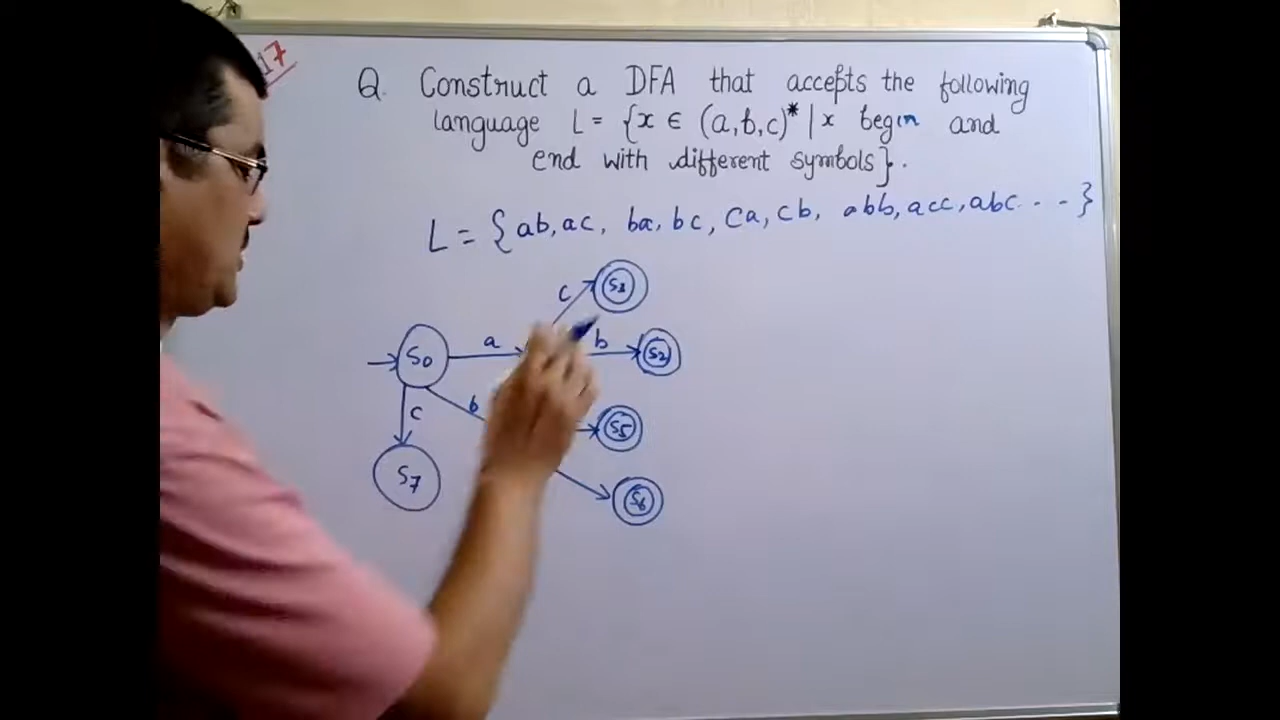 17
Q. Construct a DFA that accepts the following
language L = {x ∈ (a,b,c)* | x begin and
end with different symbols}.
L = {ab, ac, ba, bc, ca, cb, abb, acc, abc . . - }
c S3
S0 a b S2
c b S5
S7 S6